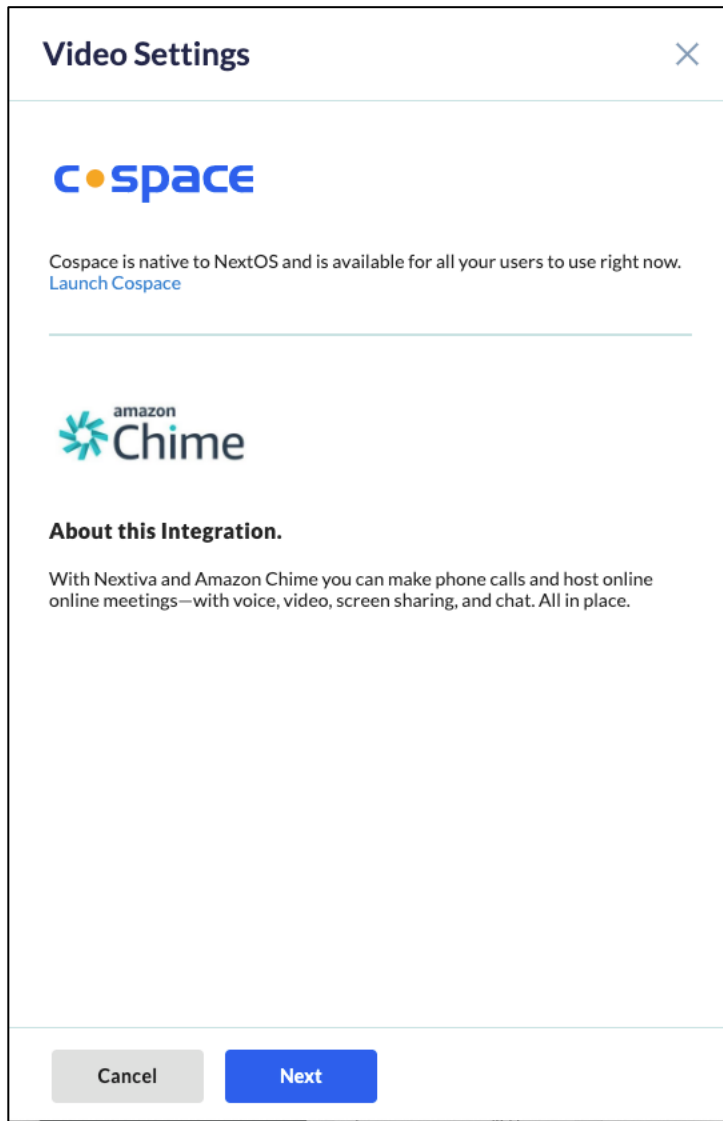 Video Settings
c•space
Cospace is native to NextOS and is available for all your users to use right now.
Launch Cospace
amazon
Chime
About this Integration.
With Nextiva and Amazon Chime you can make phone calls and host online
online meetings—with voice, video, screen sharing, and chat. All in place.
Cancel
Next